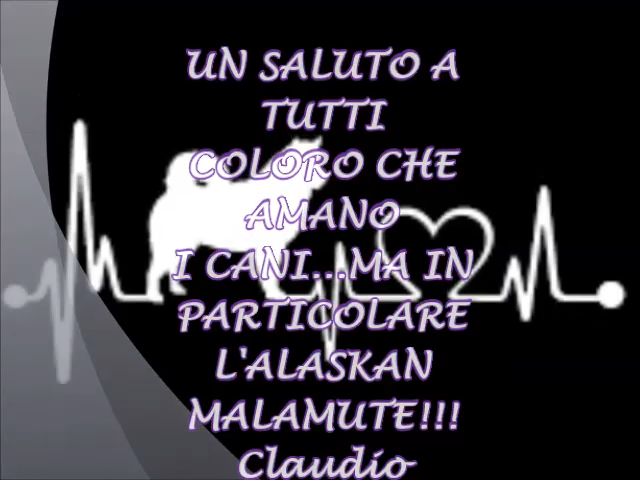 UN SALUTO A
TUTTI
COLORO CHE
AMANO
I CANI...MA IN
PARTICOLARE
L'ALASKAN
MALAMUTE!!!
Claudio